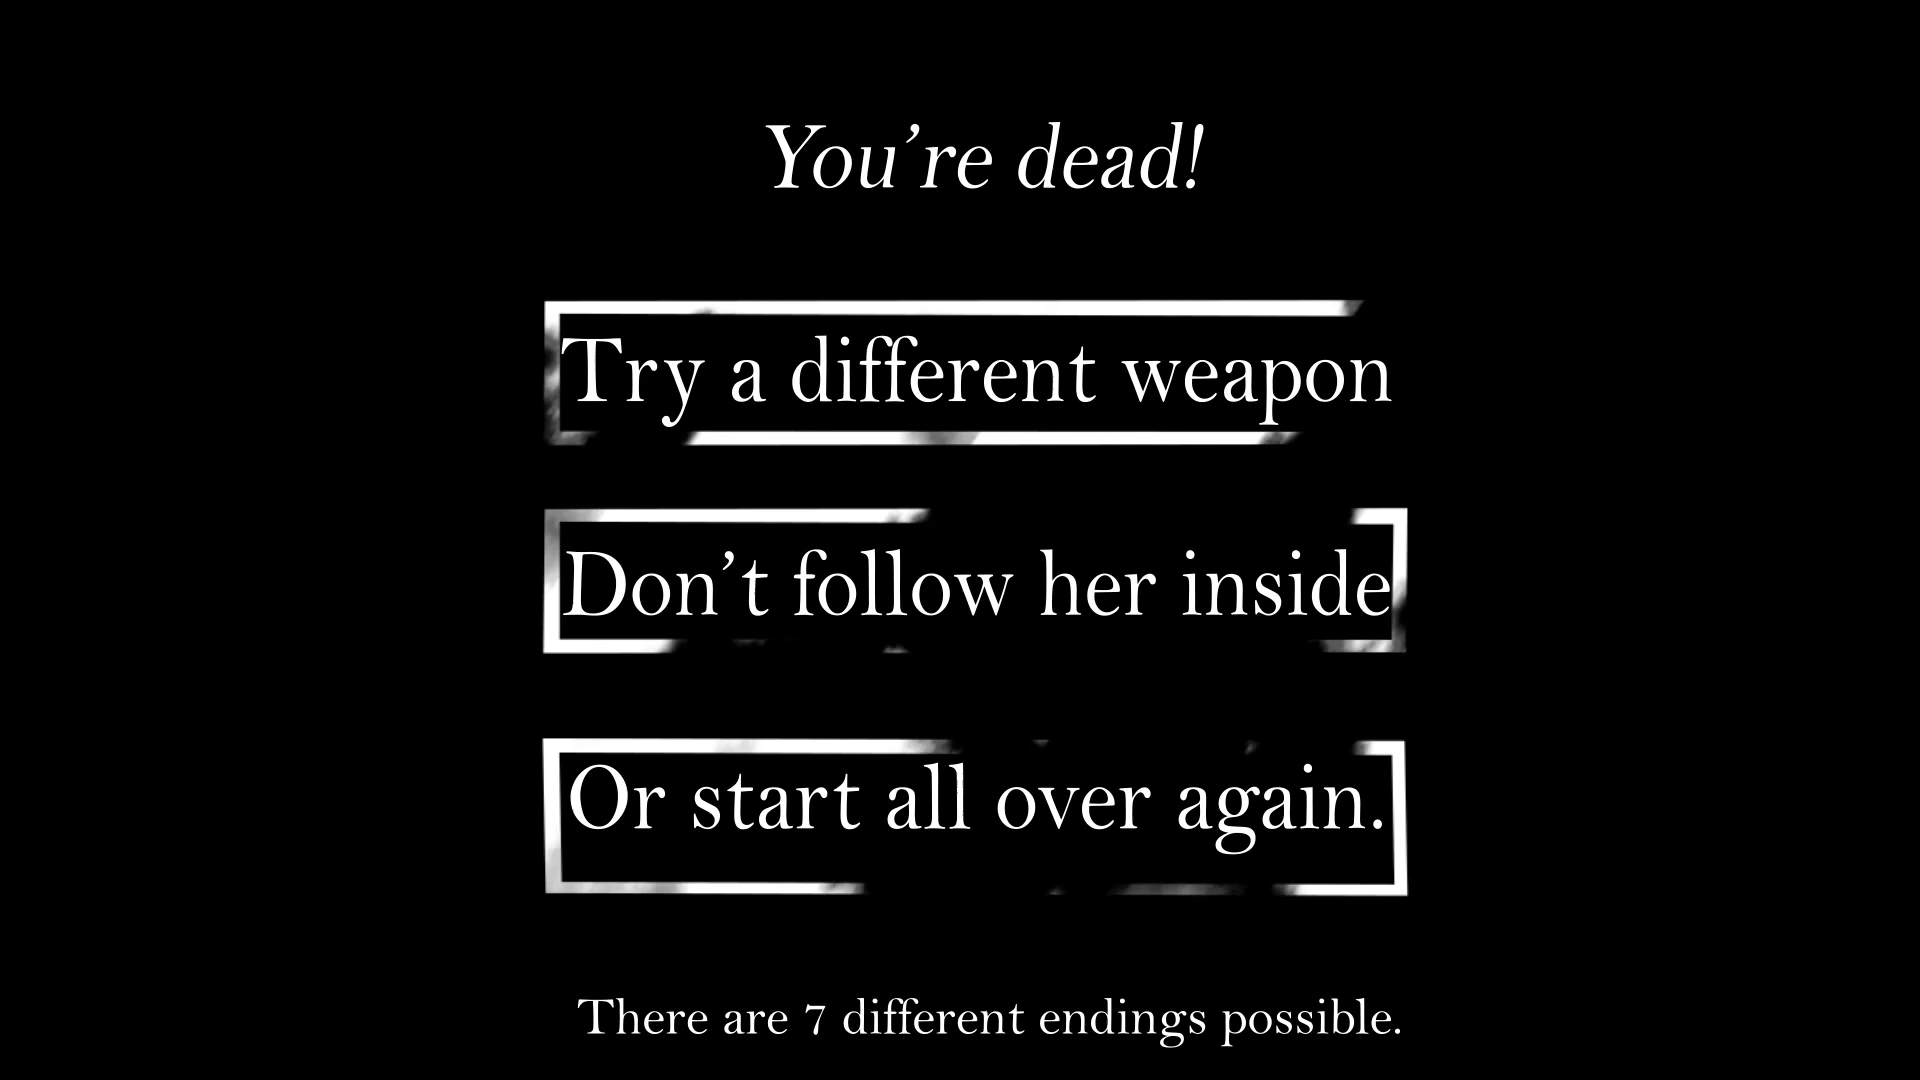 You’re dead!
Try a different weapon
Don’t follow her inside
Or start all over again.
There are 7 different endings possible.